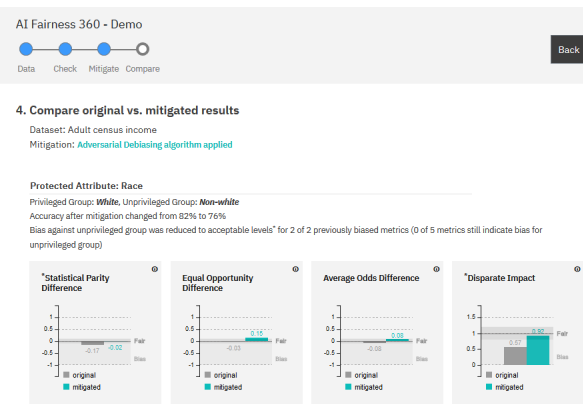 AI Fairness 360 - Demo
Back
Data Check Mitigate Compare
4. Compare original vs. mitigated results
Dataset: Adult census income
Mitigation: Adversarial Debiasing algorithm applied
Protected Attribute: Race
Privileged Group: White, Unprivileged Group: Non-white
Accuracy after mitigation changed from 82% to 76%
Bias against unprivileged group was reduced to acceptable levels* for 2 of 2 previously biased metrics (0 of 5 metrics still indicate bias for
unprivileged group)
*Statistical Parity
Difference
1
0.5
0
-0.5
-1
-0.17
-0.02
Fair
Bias
original
mitigated
Equal Opportunity
Difference
1
0.5
0
-0.5
-1
-0.03
0.15
Fair
Bias
original
mitigated
Average Odds Difference
1
0.5
0
-0.5
-1
-0.08
0.08
Fair
Bias
original
mitigated
*Disparate Impact
1.5
1
0.5
0
0.57
0.92
Fair
Bias
original
mitigated